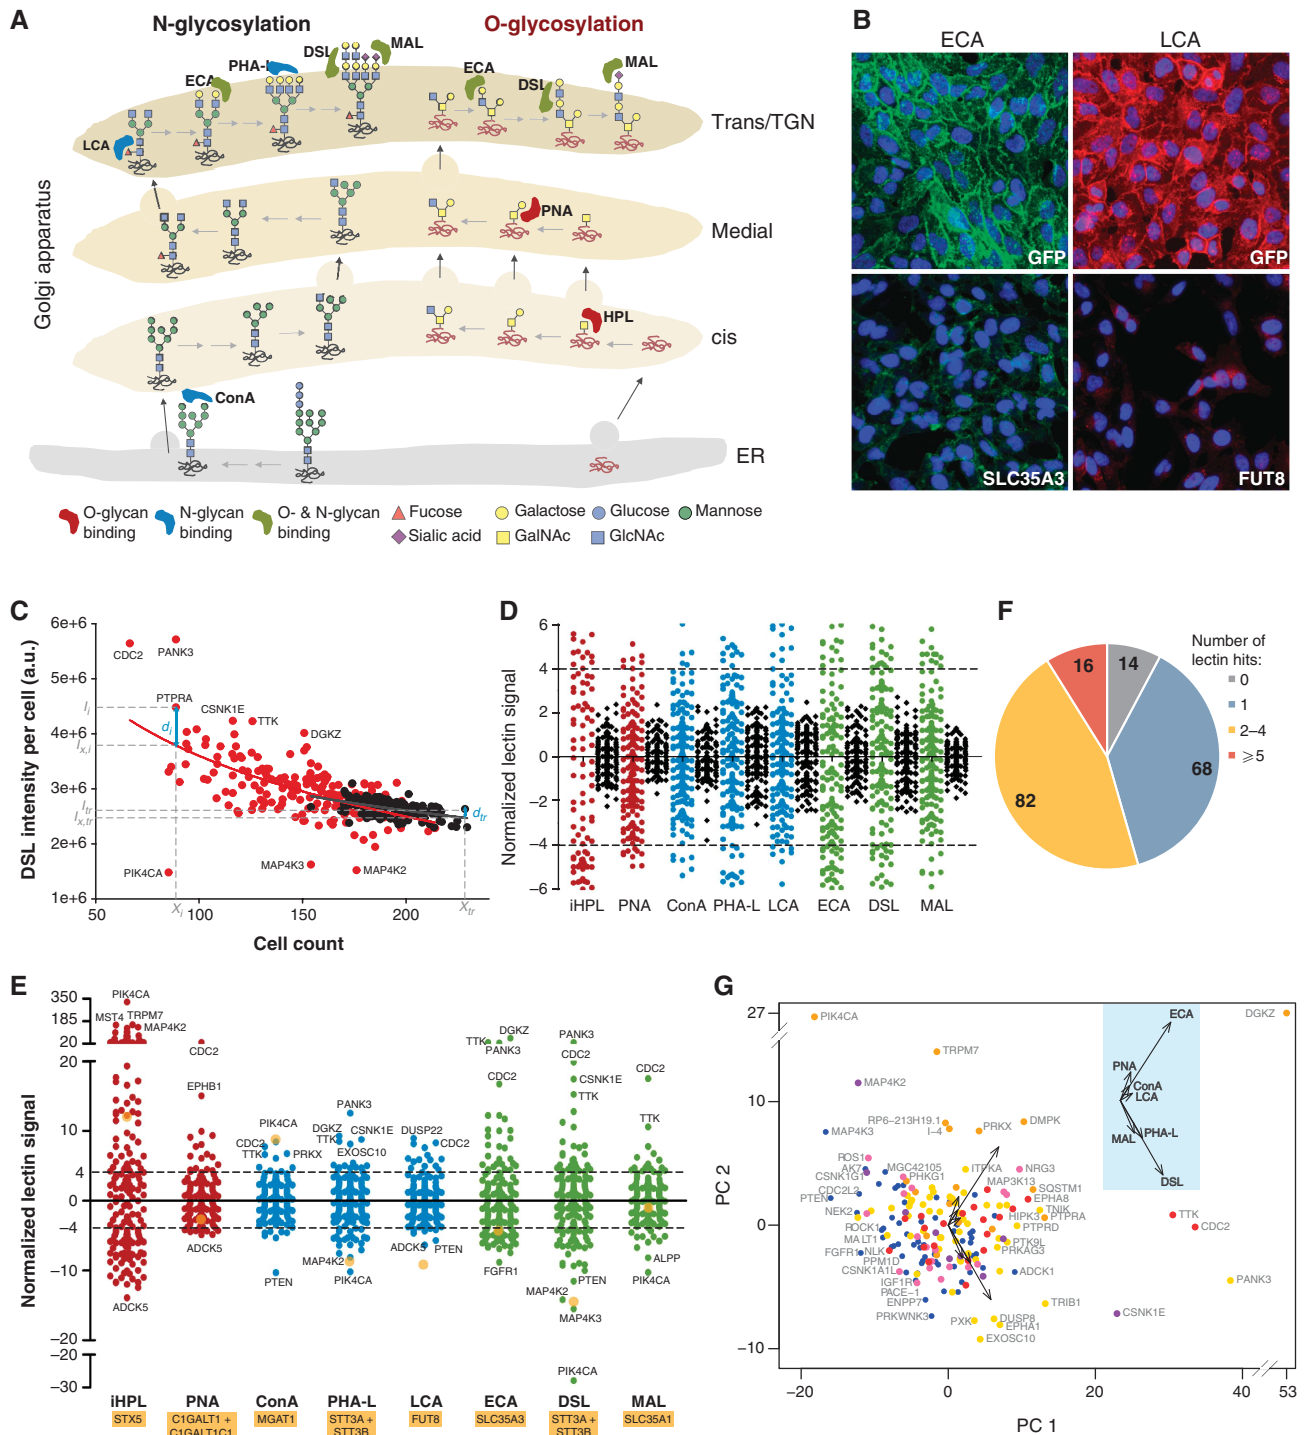 A
N-glycosylation
O-glycosylation
DSL
MAL
PHA-L
ECA
ECA
DSL
MAL
LCA
Trans/TGN
PNA
Medial
Golgi apparatus
HPL
cis
ConA
ER
O-glycan binding
N-glycan binding
O- & N-glycan binding
Fucose
Galactose
Glucose
Mannose
Sialic acid
GalNAc
GlcNAc
B
ECA
LCA
GFP
GFP
SLC35A3
FUT8
C
DSL intensity per cell (a.u.)
6e+6
5e+6
4e+6
3e+6
2e+6
1e+6
CDC2
PANK3
PTPRA
CSNK1E
TTK
DGKZ
MAP4K3
MAP4K2
PIK4CA
Ii
Ix,i
Itr
Ix,tr
di
dtr
Xi
Xtr
50
100
150
200
Cell count
D
Normalized lectin signal
6
4
2
0
−2
−4
−6
iHPL
PNA
ConA
PHA-L
LCA
ECA
DSL
MAL
F
Number of lectin hits:
0
1
2–4
⩾5
16
14
68
82
E
Normalized lectin signal
350
185
20
20
10
4
0
−4
−10
−20
−20
−30
PIK4CA
MST4
TRPM7
MAP4K2
ADCK5
CDC2
EPHB1
ADCK5
PIK4CA
CDC2
TTK
PRKX
PTEN
PANK3
DGKZ
TTK
CSNK1E
EXOSC10
MAP4K2
PIK4CA
DUSP22
CDC2
ADCK5
PTEN
TTK
DGKZ
PANK3
CDC2
FGFR1
PANK3
CDC2
CSNK1E
TTK
PTEN
MAP4K2
MAP4K3
PIK4CA
CDC2
TTK
ALPP
PIK4CA
iHPL
PNA
ConA
PHA-L
LCA
ECA
DSL
MAL
STX5
C1GALT1 + C1GALT1C1
MGAT1
STT3A + STT3B
FUT8
SLC35A3
STT3A + STT3B
SLC35A1
G
PC 2
27
10
0
−10
PIK4CA
DGKZ
TRPM7
MAP4K2
RP6-213H19.1
I-4
DMPK
PRKX
MAP4K3
ROS1
AK7
CSNK1G1
MGC42105
PHKG1
ITPKA
NRG3
MAP3K13
SQSTM1
CDC2L2
PTEN
EPHA8
TNIK
NEK2
HIPK3
PTPRA
PTPRD
ROCK1
MALT1
PTK9L
PRKAG3
FGFR1
NLK
PPM1D
CSNK1A1L
ADCK1
IGF1R
PACE-1
ENPP7
TRIB1
PRKWNK3
PXK
DUSP8
EPHA1
EXOSC10
TTK
CDC2
PANK3
CSNK1E
ECA
PNA
ConA
LCA
MAL
PHA-L
DSL
−20
0
20
40
53
PC 1